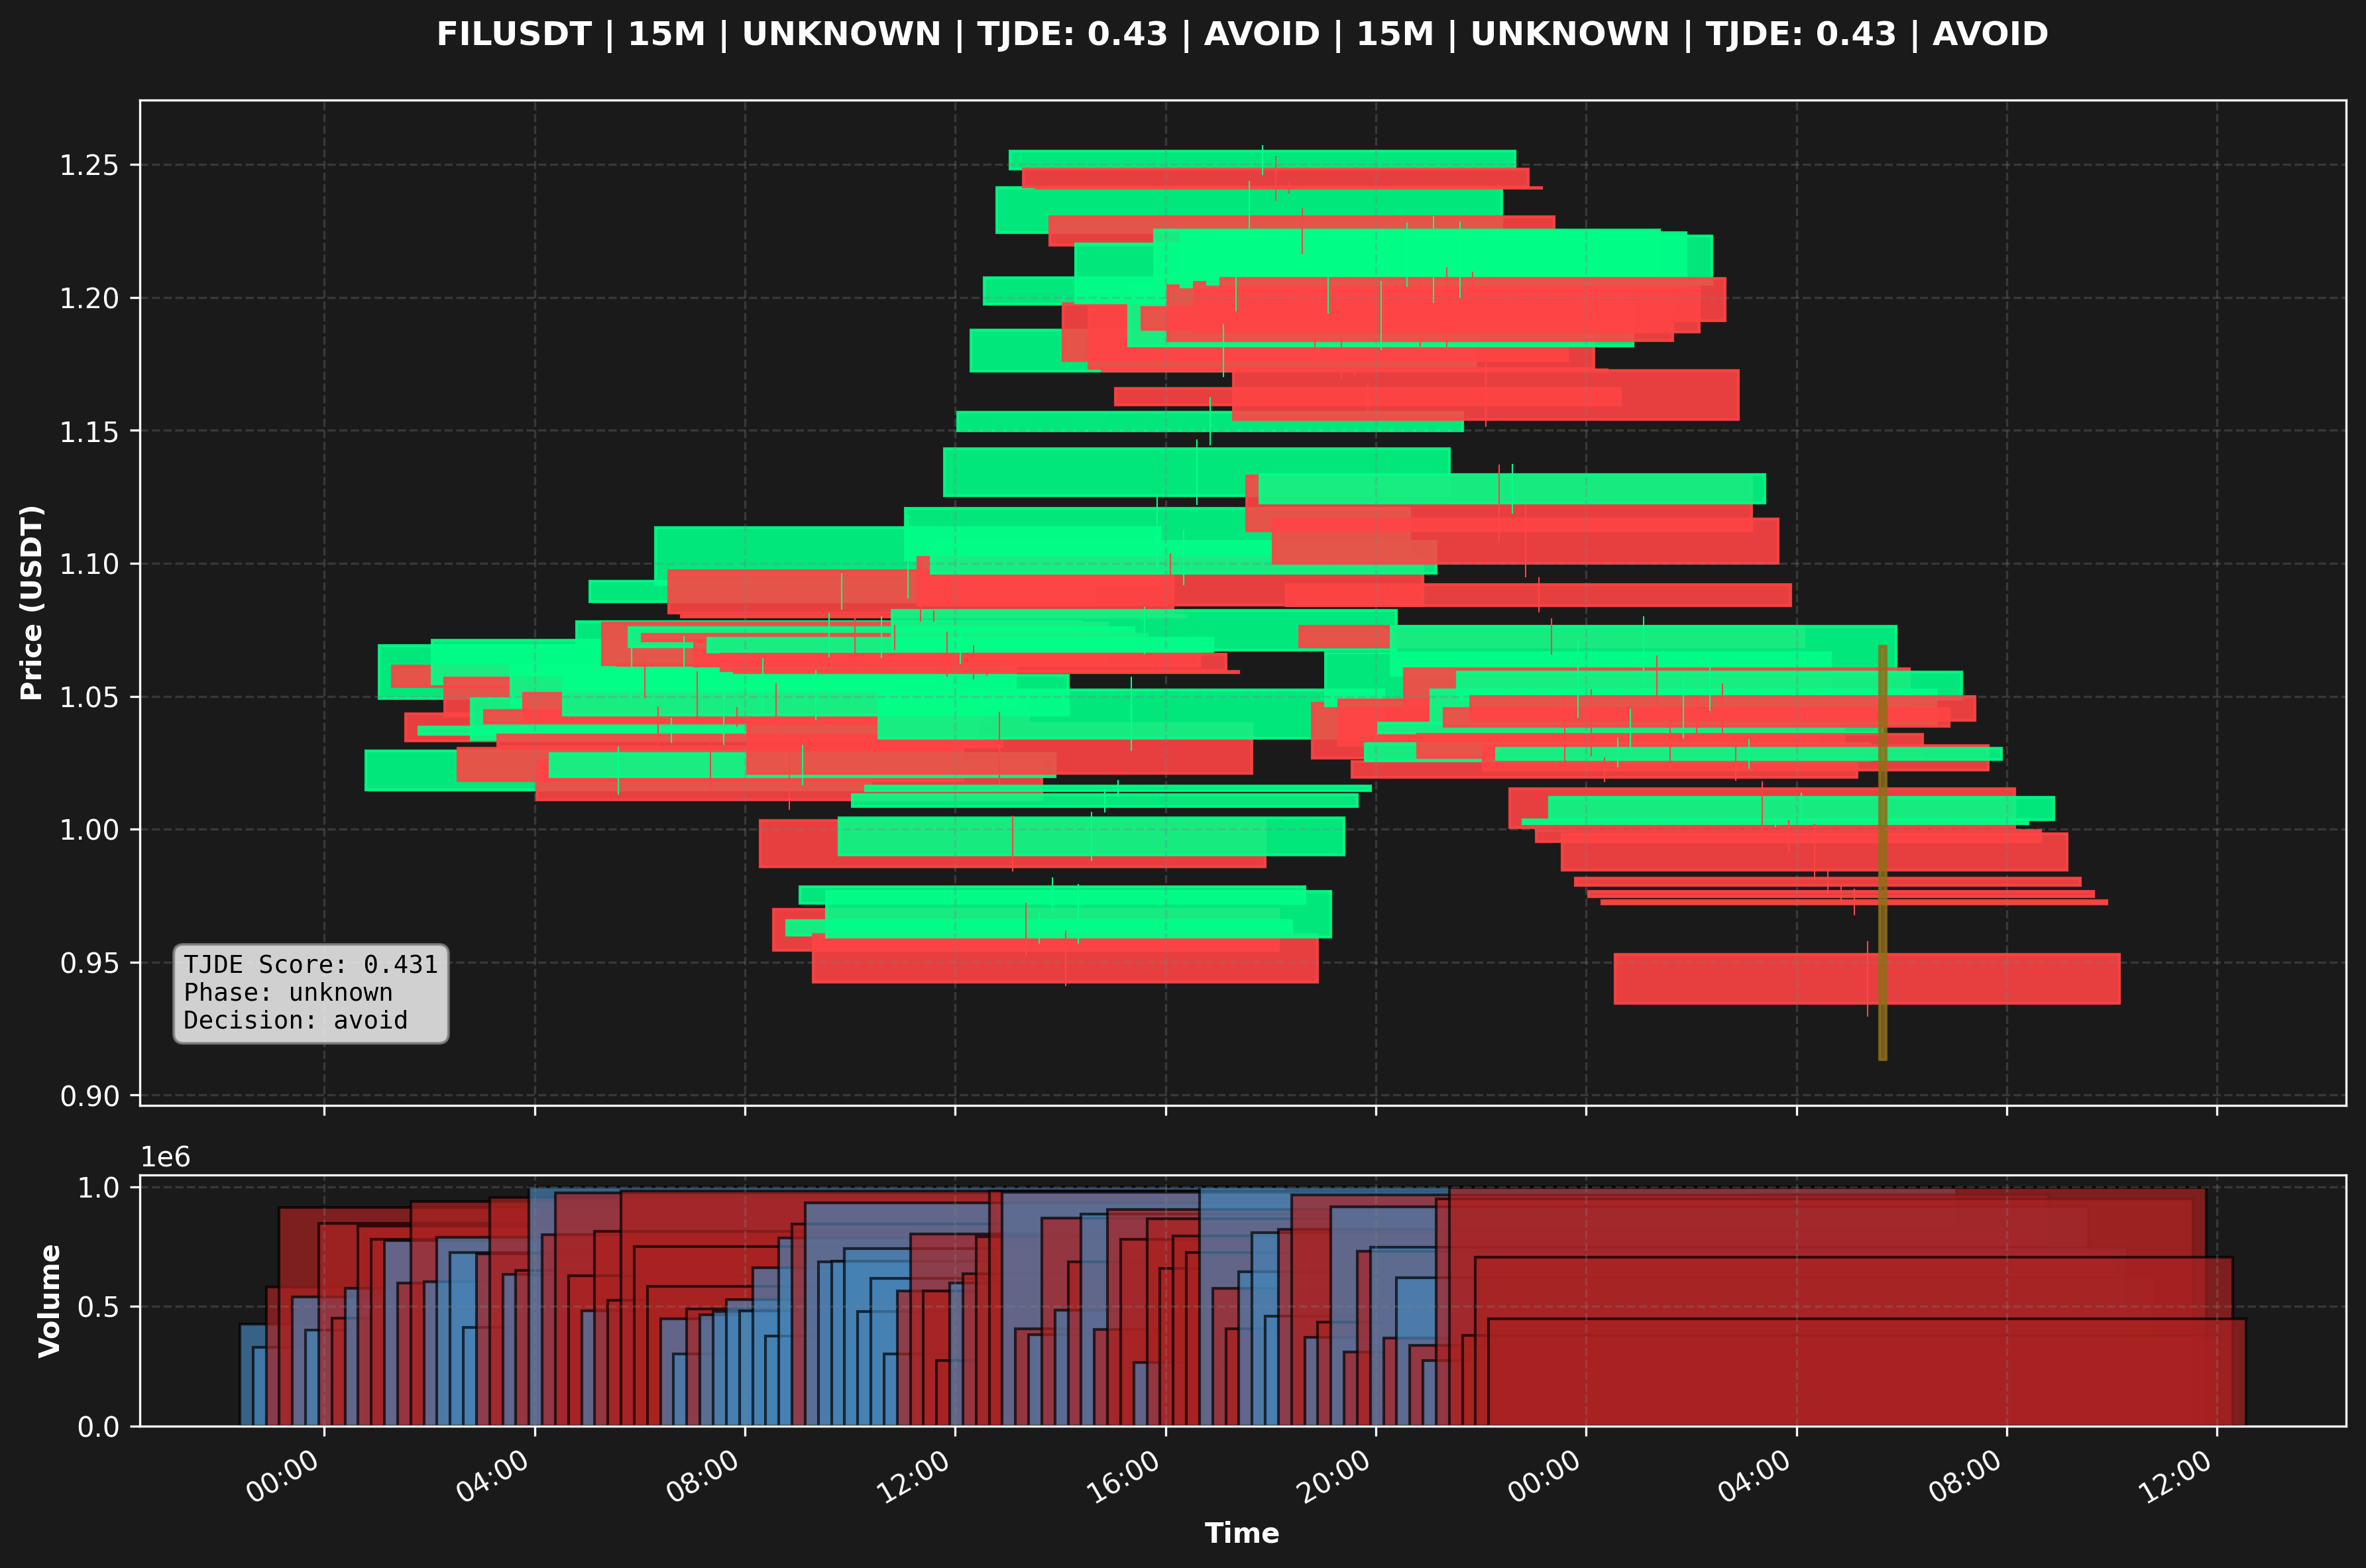 FILUSDT | 15M | UNKNOWN | TJDE: 0.43 | AVOID | 15M | UNKNOWN | TJDE: 0.43 | AVOID
Price (USDT)
1.25
1.20
1.15
1.10
1.05
1.00
0.95
0.90
TJDE Score: 0.431
Phase: unknown
Decision: avoid
1e6
Volume
1.0
0.5
0.0
00:00 04:00 08:00 12:00 16:00 20:00 00:00 04:00 08:00 12:00
Time